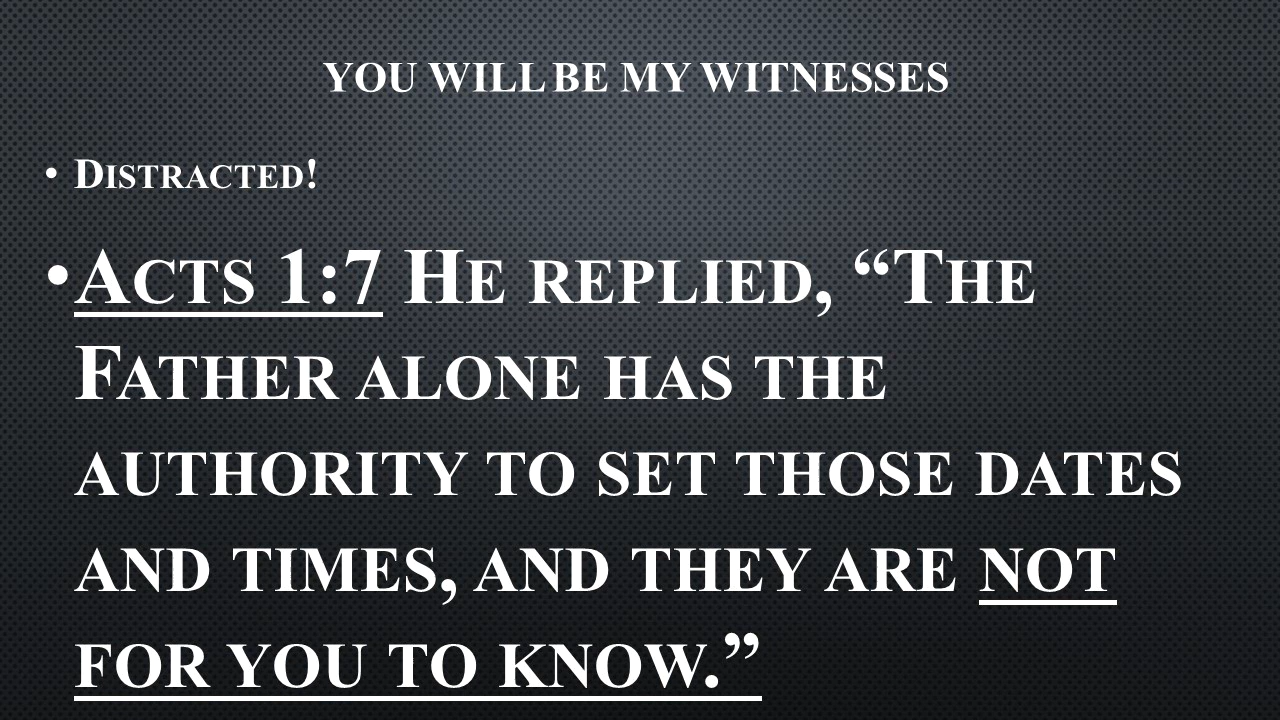 YOU WILL BE MY WITNESSES
• Distracted!
• Acts 1:7 He replied, “The
Father alone has the
authority to set those dates
and times, and they are not
for you to know.”